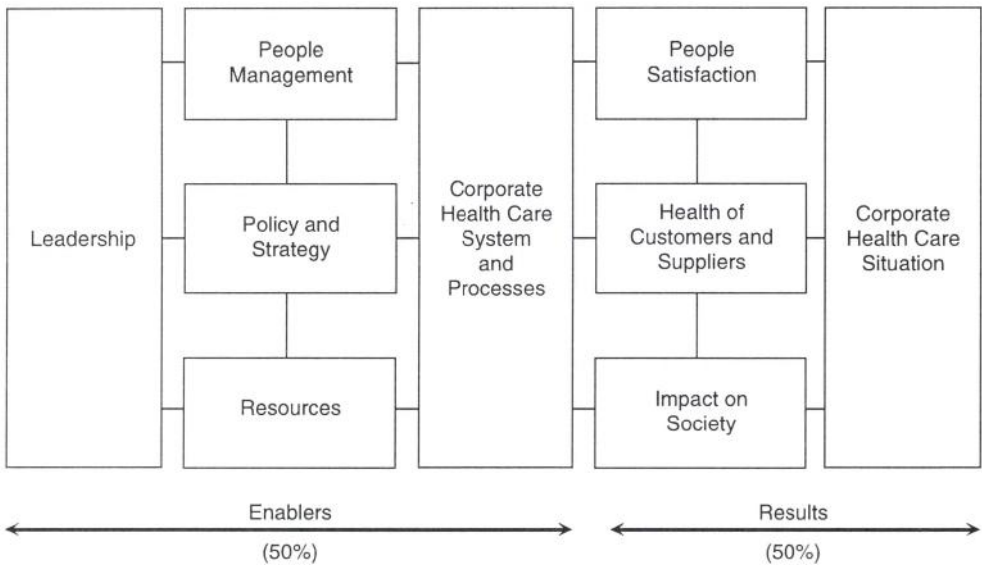 Leadership
People
Management
Policy and
Strategy
Resources
Corporate
Health Care
System
and
Processes
People
Satisfaction
Health of
Customers and
Suppliers
Impact on
Society
Corporate
Health Care
Situation
Enablers
(50%)
Results
(50%)